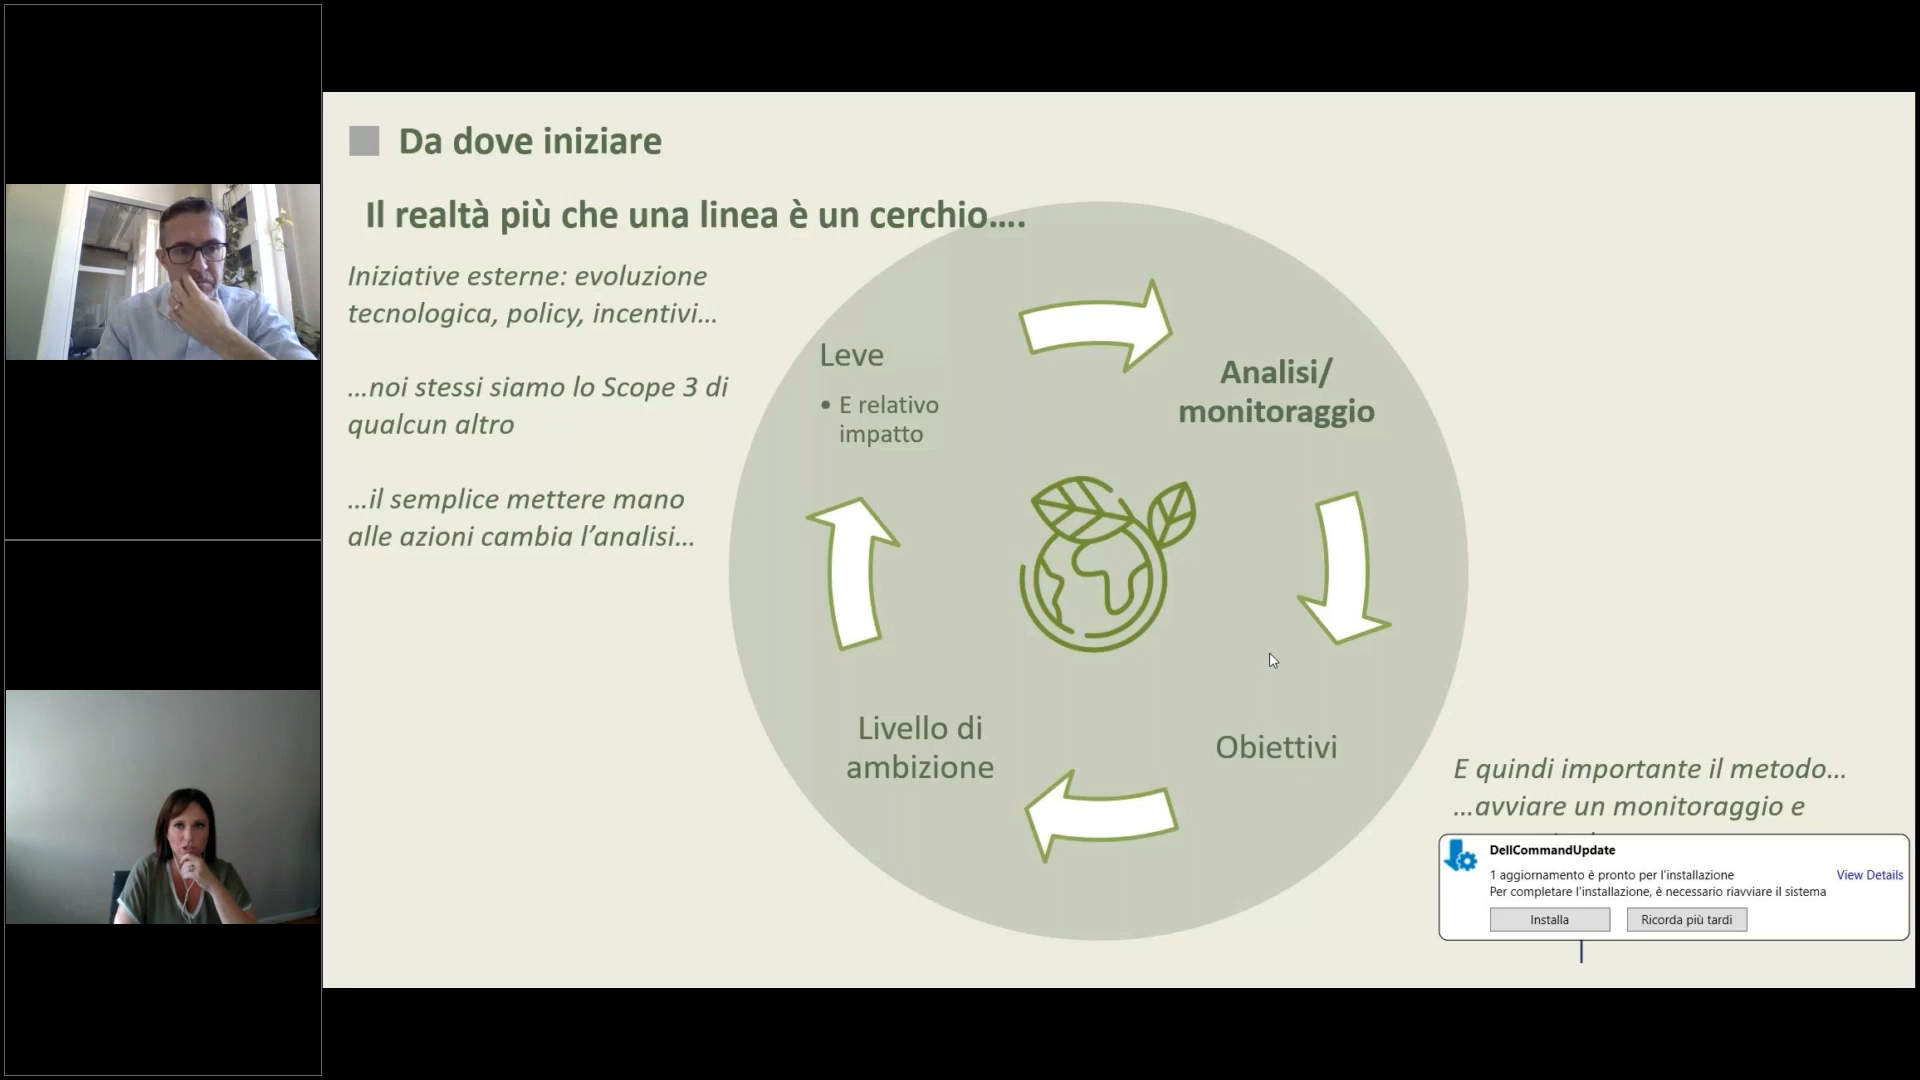 Da dove iniziare
Il realtà più che una linea è un cerchio….
Iniziative esterne: evoluzione
tecnologica, policy, incentivi…
…noi stessi siamo lo Scope 3 di
qualcun altro
…il semplice mettere mano
alle azioni cambia l’analisi…
Leve
• E relativo
impatto
Analisi/
monitoraggio
Livello di
ambizione
Obiettivi
E quindi importante il metodo…
…avviare un monitoraggio e
DellCommandUpdate
1 aggiornamento è pronto per l'installazione
View Details
Per completare l'installazione, è necessario riavviare il sistema
Installa
Ricorda più tardi